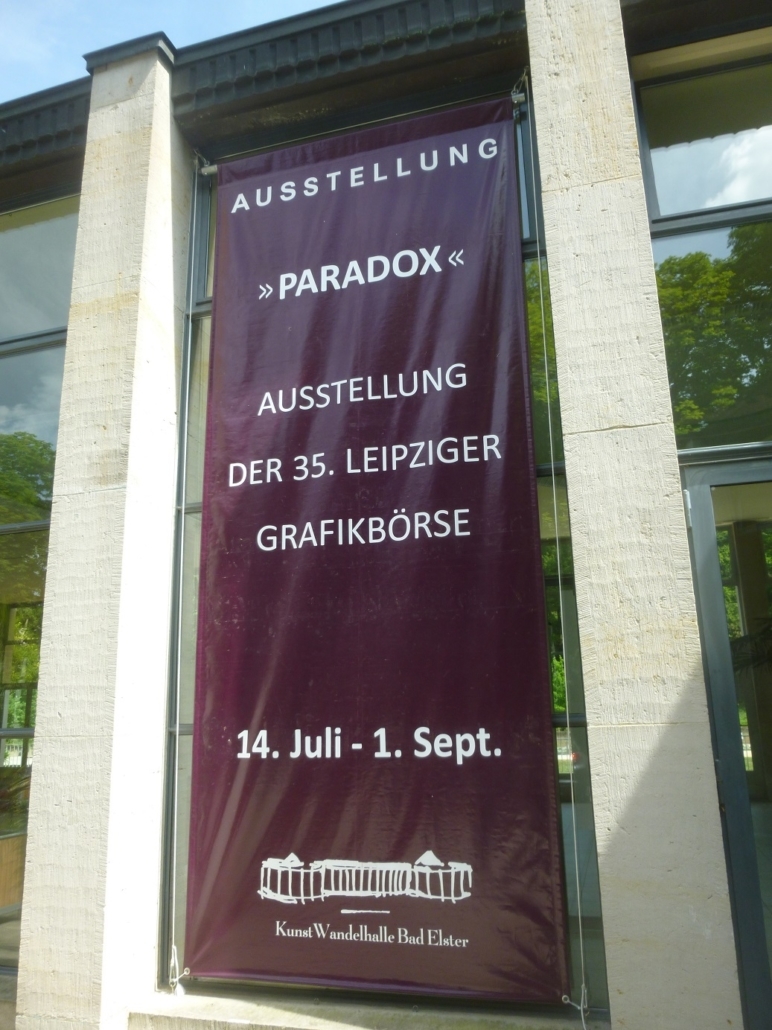 AUSSTELLUNG
»PARADOX«
AUSSTELLUNG
DER 35. LEIPZIGER
GRAFIKBÖRSE
14. Juli - 1. Sept.
KunstWandelhalle Bad Elster